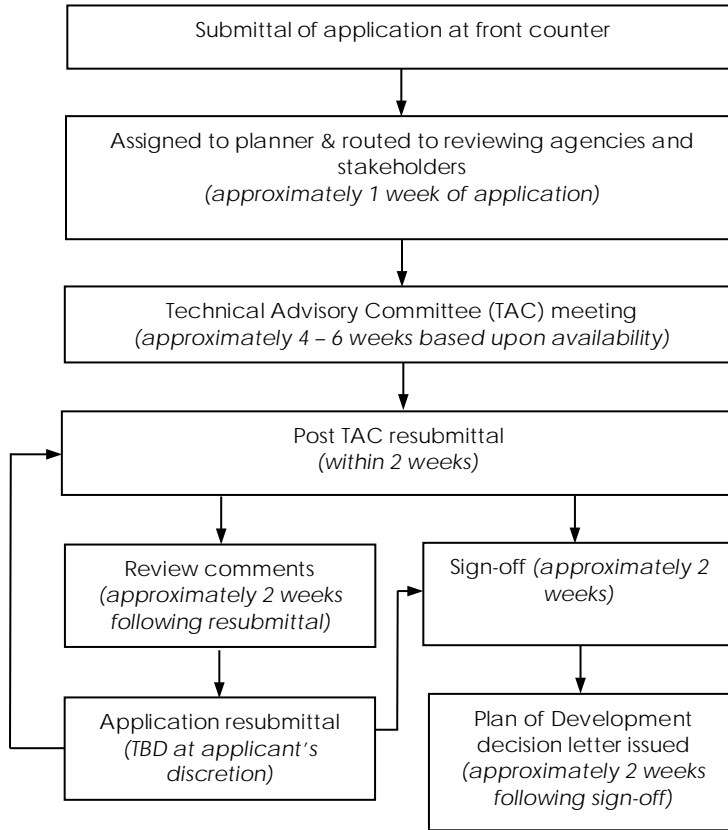 Submittal of application at front counter
Assigned to planner & routed to reviewing agencies and
stakeholders
(approximately 1 week of application)
Technical Advisory Committee (TAC) meeting
(approximately 4 – 6 weeks based upon availability)
Post TAC resubmittal
(within 2 weeks)
Review comments
(approximately 2 weeks
following resubmittal)
Sign-off (approximately 2
weeks)
Application resubmittal
(TBD at applicant's
discretion)
Plan of Development
decision letter issued
(approximately 2 weeks
following sign-off)